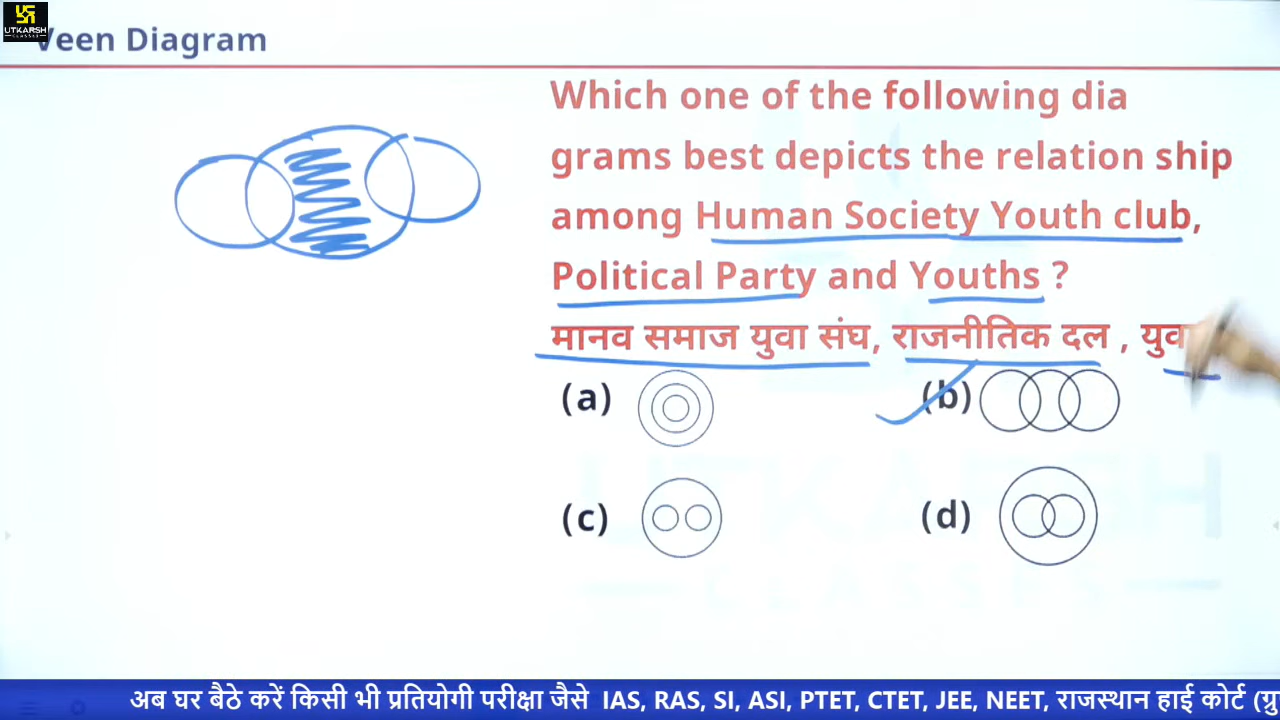 UTKARSH
CLASSES
Veen Diagram
Which one of the following dia
grams best depicts the relation ship
among Human Society Youth club,
Political Party and Youths ?
मानव समाज युवा संघ, राजनीतिक दल ,
(a)
(b)
(c)
(d)
अब घर बैठे करें किसी भी प्रतियोगी परीक्षा जैसे IAS, RAS, SI, ASI, PTET, CTET, JEE, NEET, राजस्थान हाई कोर्ट (ग्रु